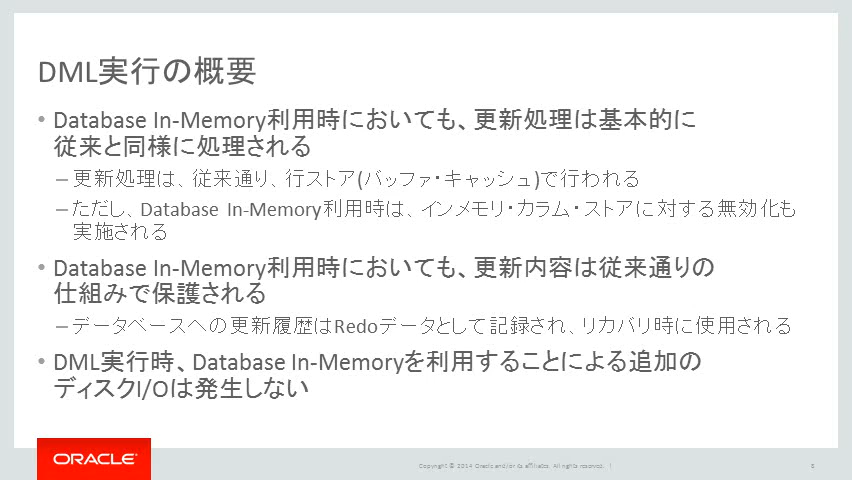 DML実行の概要
• Database In-Memory利用時においても、更新処理は基本的に
従来と同様に処理される
– 更新処理は、従来通り、行ストア(バッファ・キャッシュ)で行われる
– ただし、Database In-Memory利用時は、インメモリ・カラム・ストアに対する無効化も
実施される
• Database In-Memory利用時においても、更新内容は従来通りの
仕組みで保護される
– データベースへの更新履歴はRedoデータとして記録され、リカバリ時に使用される
• DML実行時、Database In-Memoryを利用することによる追加の
ディスクI/Oは発生しない
ORACLE
Copyright © 2014 Oracle and/or its affiliates. All rights reserved. |